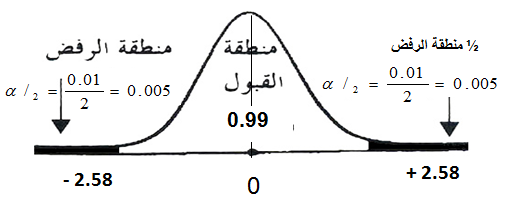 منطقة الرفض
α / 2 = 0.01 / 2 = 0.005
منطقة
القبول
0.99
½ منطقة الرفض
α / 2 = 0.01 / 2 = 0.005
- 2.58
0
+ 2.58